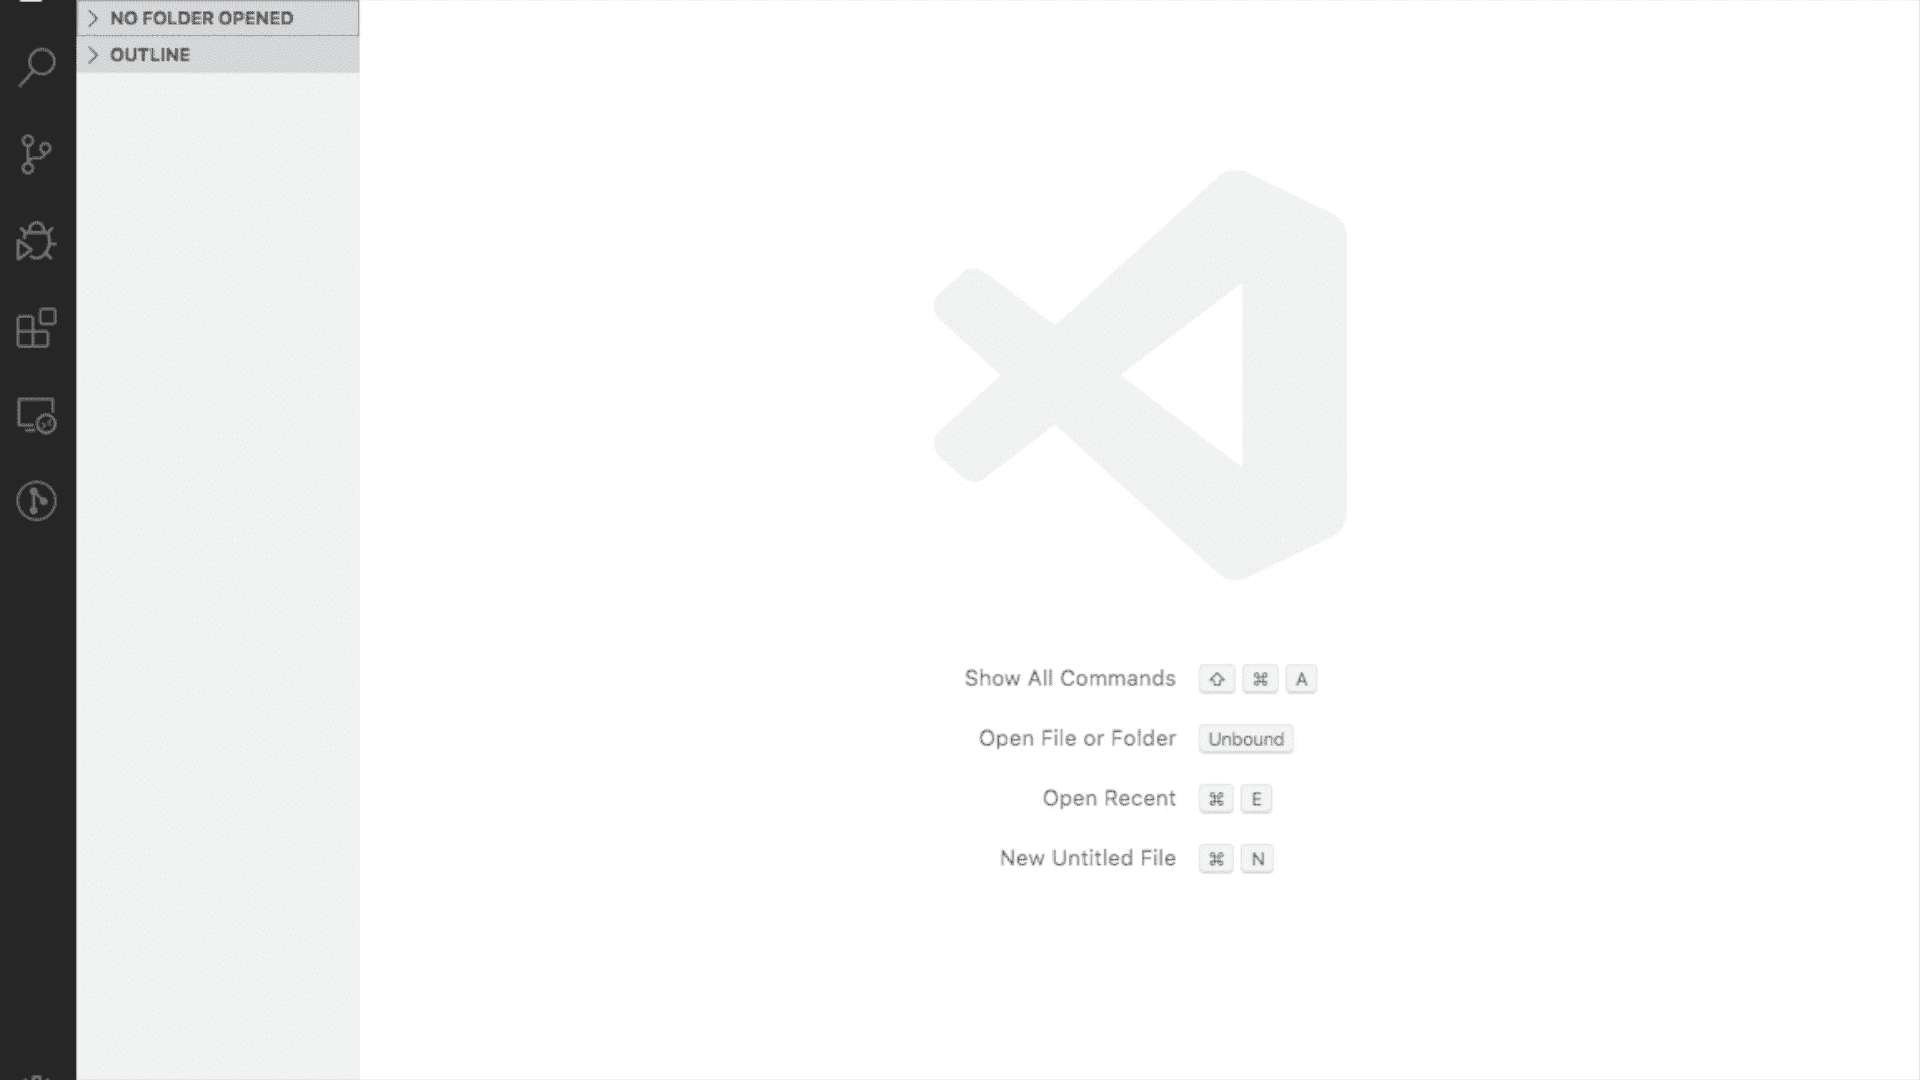 NO FOLDER OPENED
OUTLINE
Show All Commands ⇧ ⌘ A
Open File or Folder Unbound
Open Recent ⌘ E
New Untitled File ⌘ N